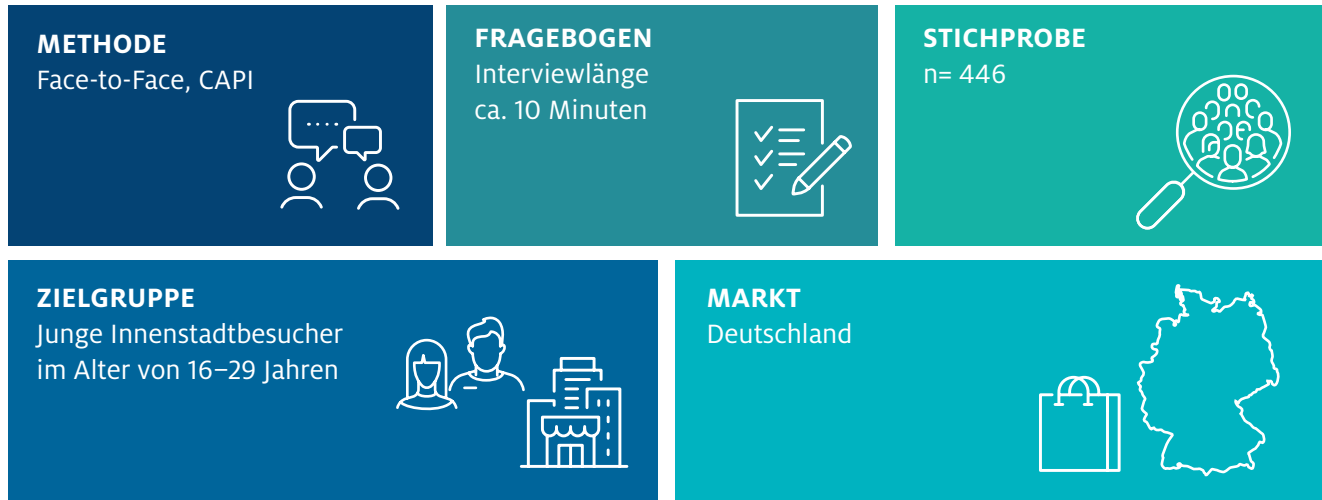 METHODE
Face-to-Face, CAPI
FRAGEBOGEN
Interviewlänge
ca. 10 Minuten
STICHPROBE
n= 446
ZIELGRUPPE
Junge Innenstadtbesucher
im Alter von 16–29 Jahren
MARKT
Deutschland